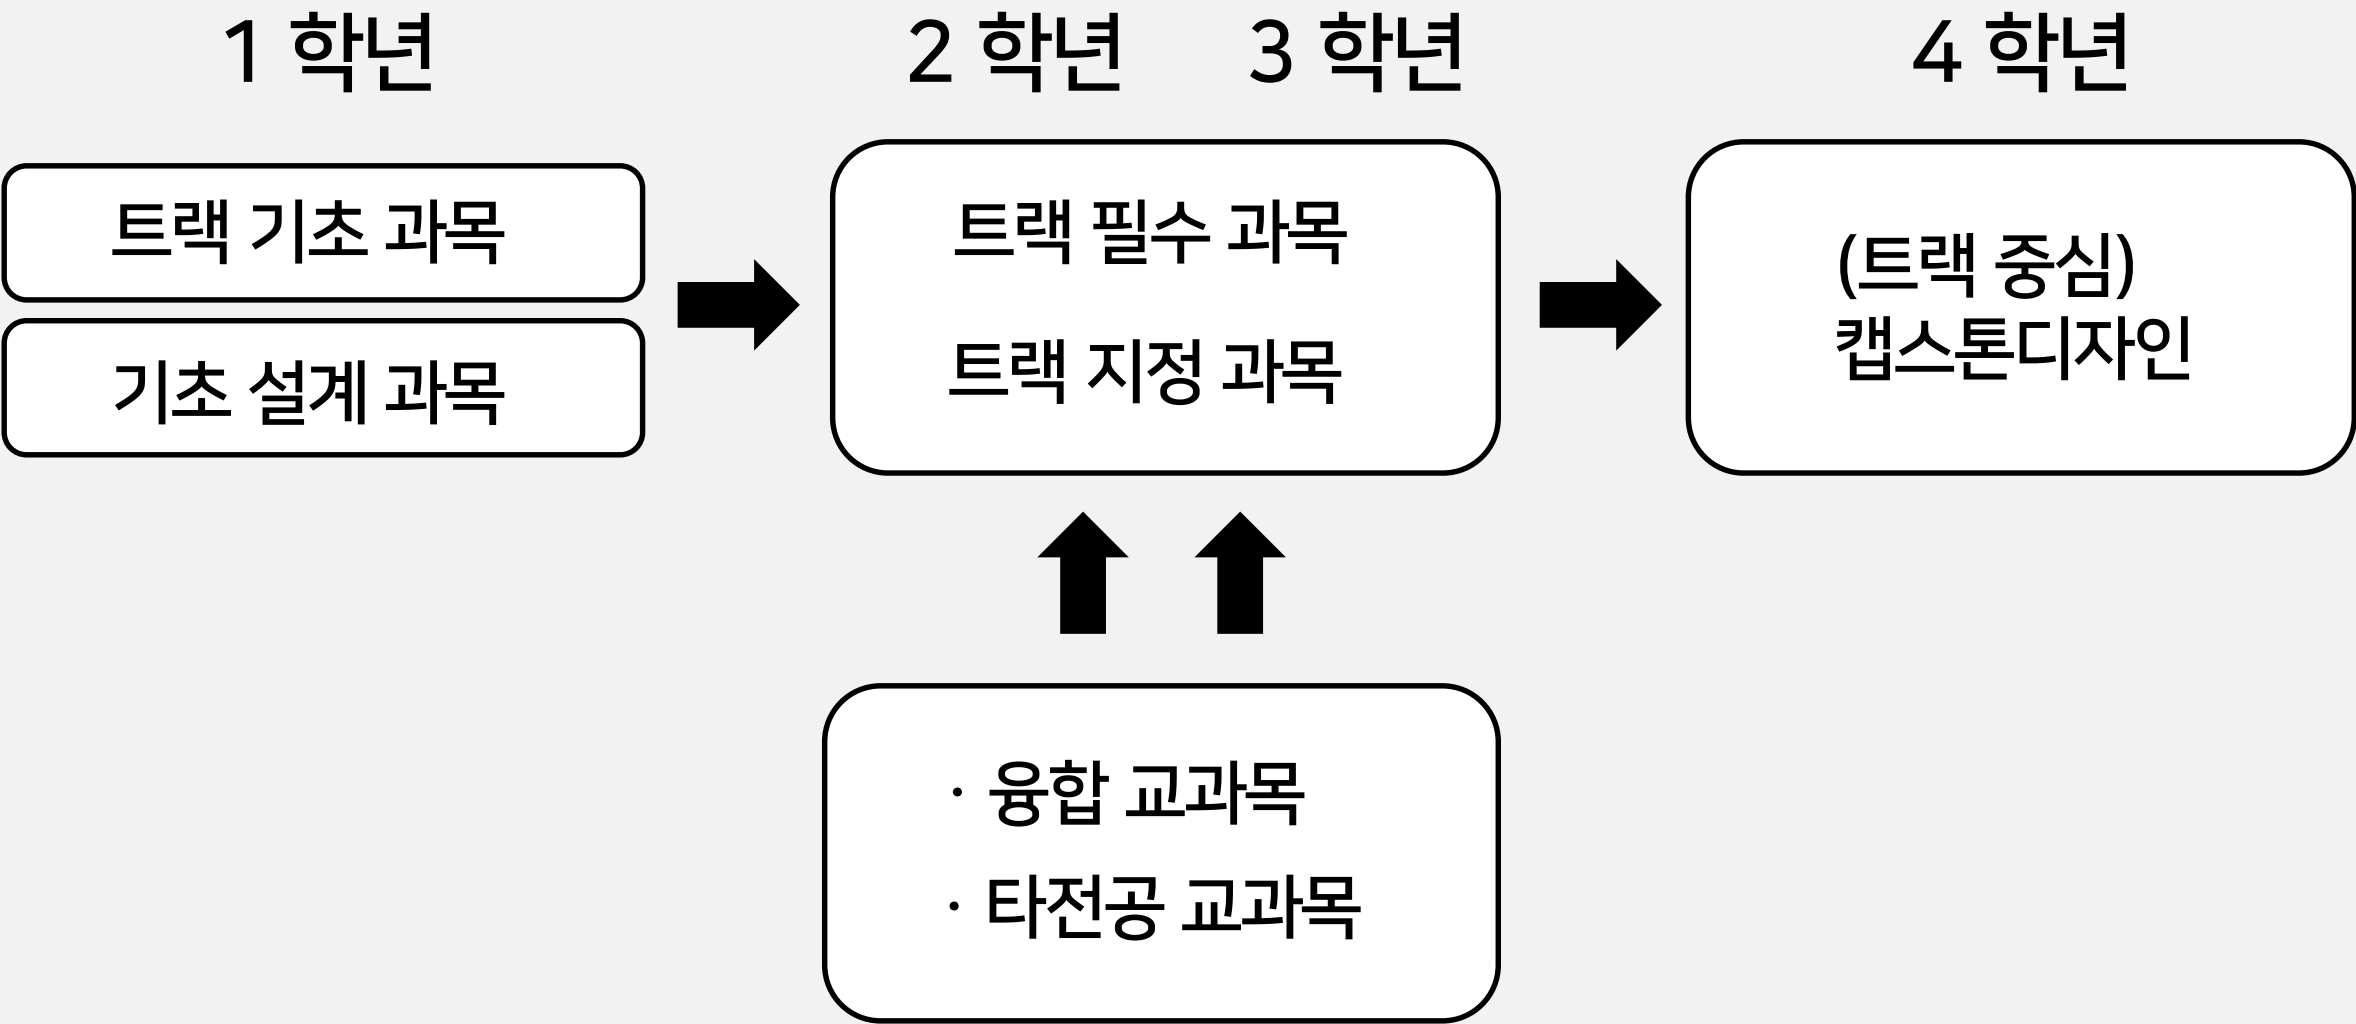 1 학년
2 학년
3 학년
4 학년
트랙 기초 과목
기초 설계 과목
트랙 필수 과목
트랙 지정 과목
(트랙 중심)
캡스톤디자인
· 융합 교과목
· 타전공 교과목